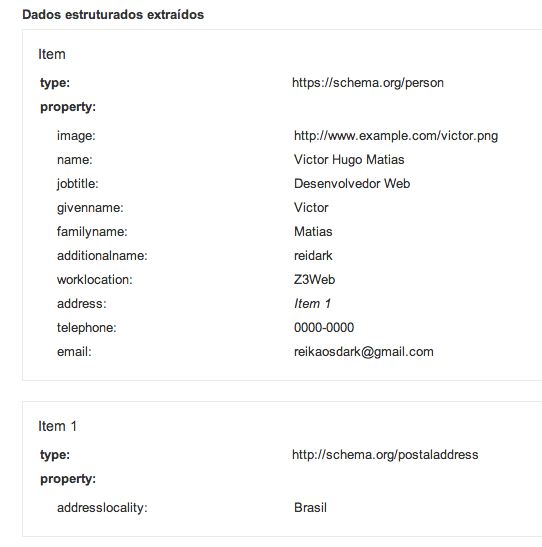 Dados estruturados extraídos
Item
type: https://schema.org/person
property:
image: http://www.example.com/victor.png
name: Victor Hugo Matias
jobtitle: Desenvolvedor Web
givenname: Victor
familyname: Matias
additionalname: reidark
worklocation: Z3Web
address: Item 1
telephone: 0000-0000
email: reikaosdark@gmail.com
Item 1
type: http://schema.org/postaladdress
property:
addresslocality: Brasil